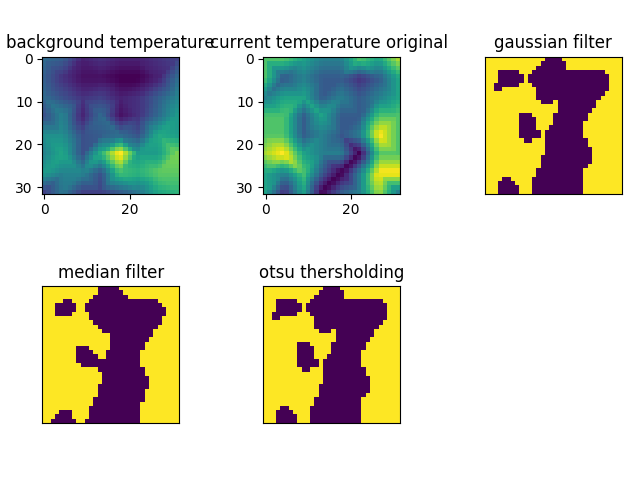 background temperature
current temperature original
gaussian filter
0
10
20
30
0
20
0
10
20
30
0
20
median filter
otsu thersholding